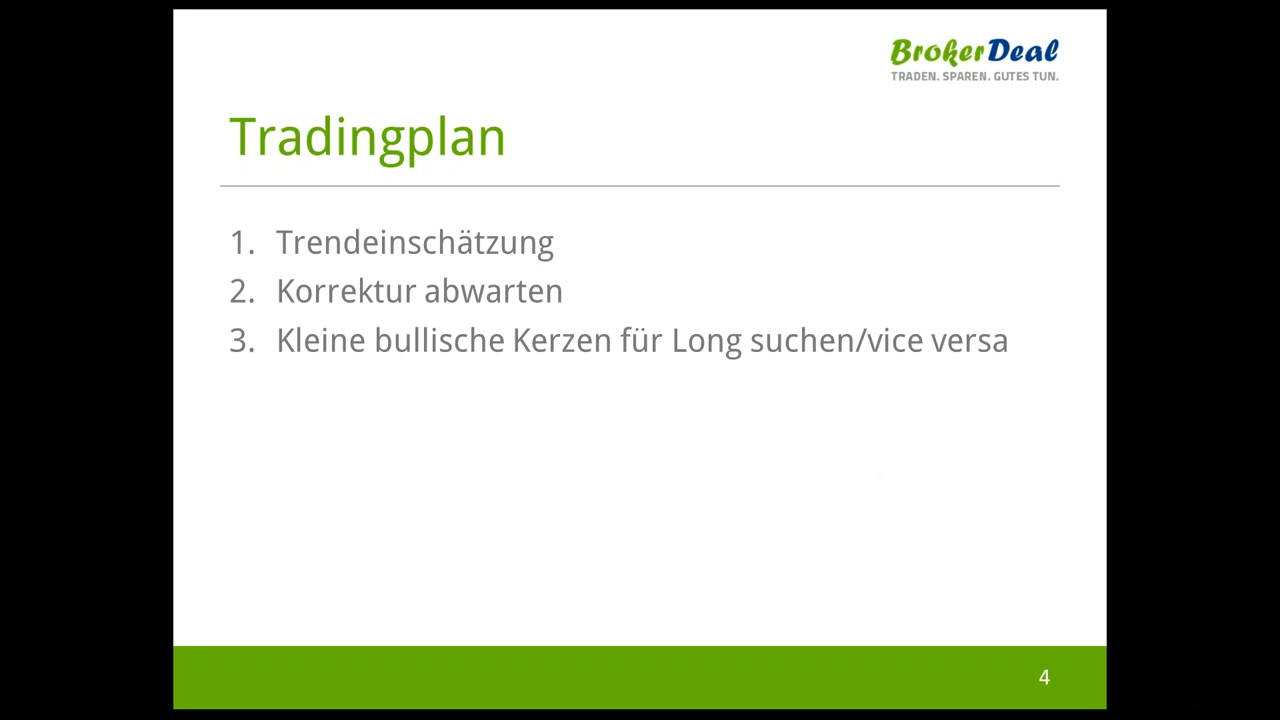 BrokerDeal
TRADEN. SPAREN. GUTES TUN.
Tradingplan
1. Trendeinschätzung
2. Korrektur abwarten
3. Kleine bullische Kerzen für Long suchen/vice versa
4